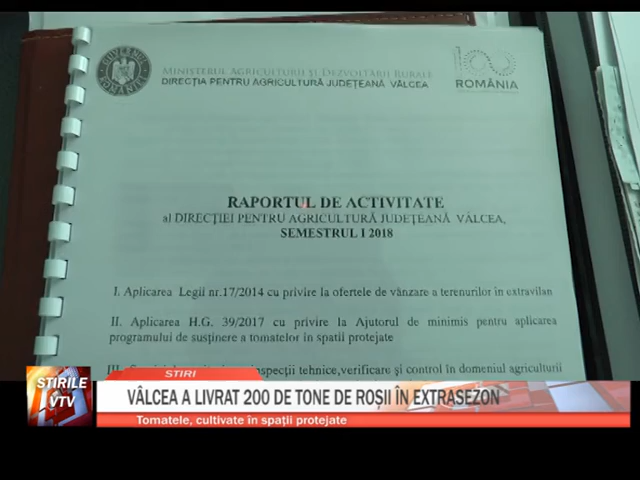 GUVERNUL ROMÂNIEI
MINISTERUL AGRICULTURII ȘI DEZVOLTĂRII RURALE
DIRECȚIA PENTRU AGRICULTURĂ JUDEȚEANĂ VÂLCEA
100
ROMÂNIA
RAPORTUL DE ACTIVITATE
al DIRECȚIEI PENTRU AGRICULTURĂ JUDEȚEANĂ VÂLCEA,
SEMESTRUL I 2018
I. Aplicarea Legii nr.17/2014 cu privire la ofertele de vânzare a terenurilor în extravilan
II. Aplicarea H.G. 39/2017 cu privire la Ajutorul de minimis pentru aplicarea
programului de susținere a tomatelor în spatii protejate
III. tehnice,verificare și control în domeniul agriculturii
STIRI
STIRILE
VTV
VÂLCEA A LIVRAT 200 DE TONE DE ROȘII ÎN EXTRASEZON
Tomatele, cultivate în spații protejate